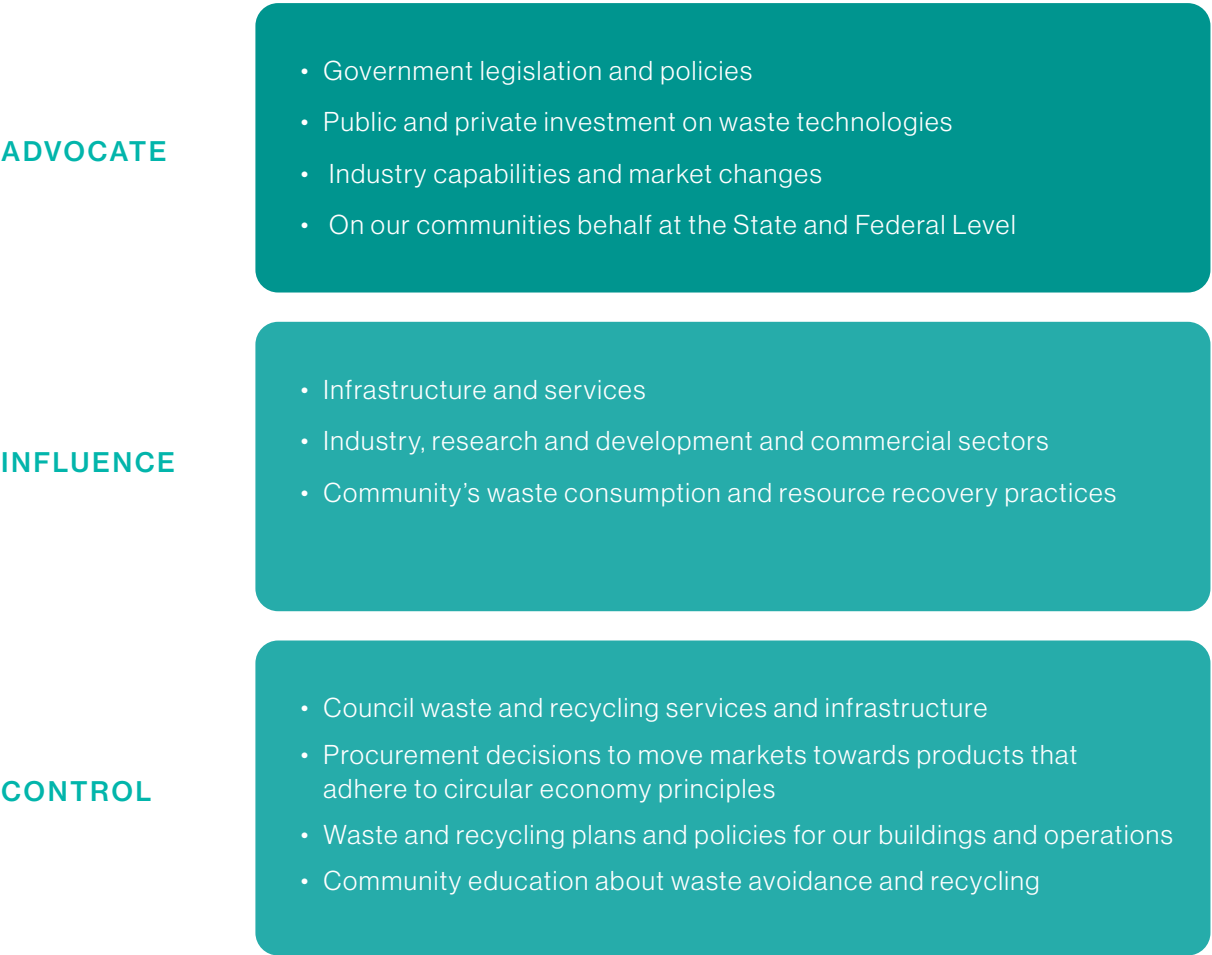 ADVOCATE
• Government legislation and policies
• Public and private investment on waste technologies
• Industry capabilities and market changes
• On our communities behalf at the State and Federal Level
INFLUENCE
• Infrastructure and services
• Industry, research and development and commercial sectors
• Community’s waste consumption and resource recovery practices
CONTROL
• Council waste and recycling services and infrastructure
• Procurement decisions to move markets towards products that
adhere to circular economy principles
• Waste and recycling plans and policies for our buildings and operations
• Community education about waste avoidance and recycling